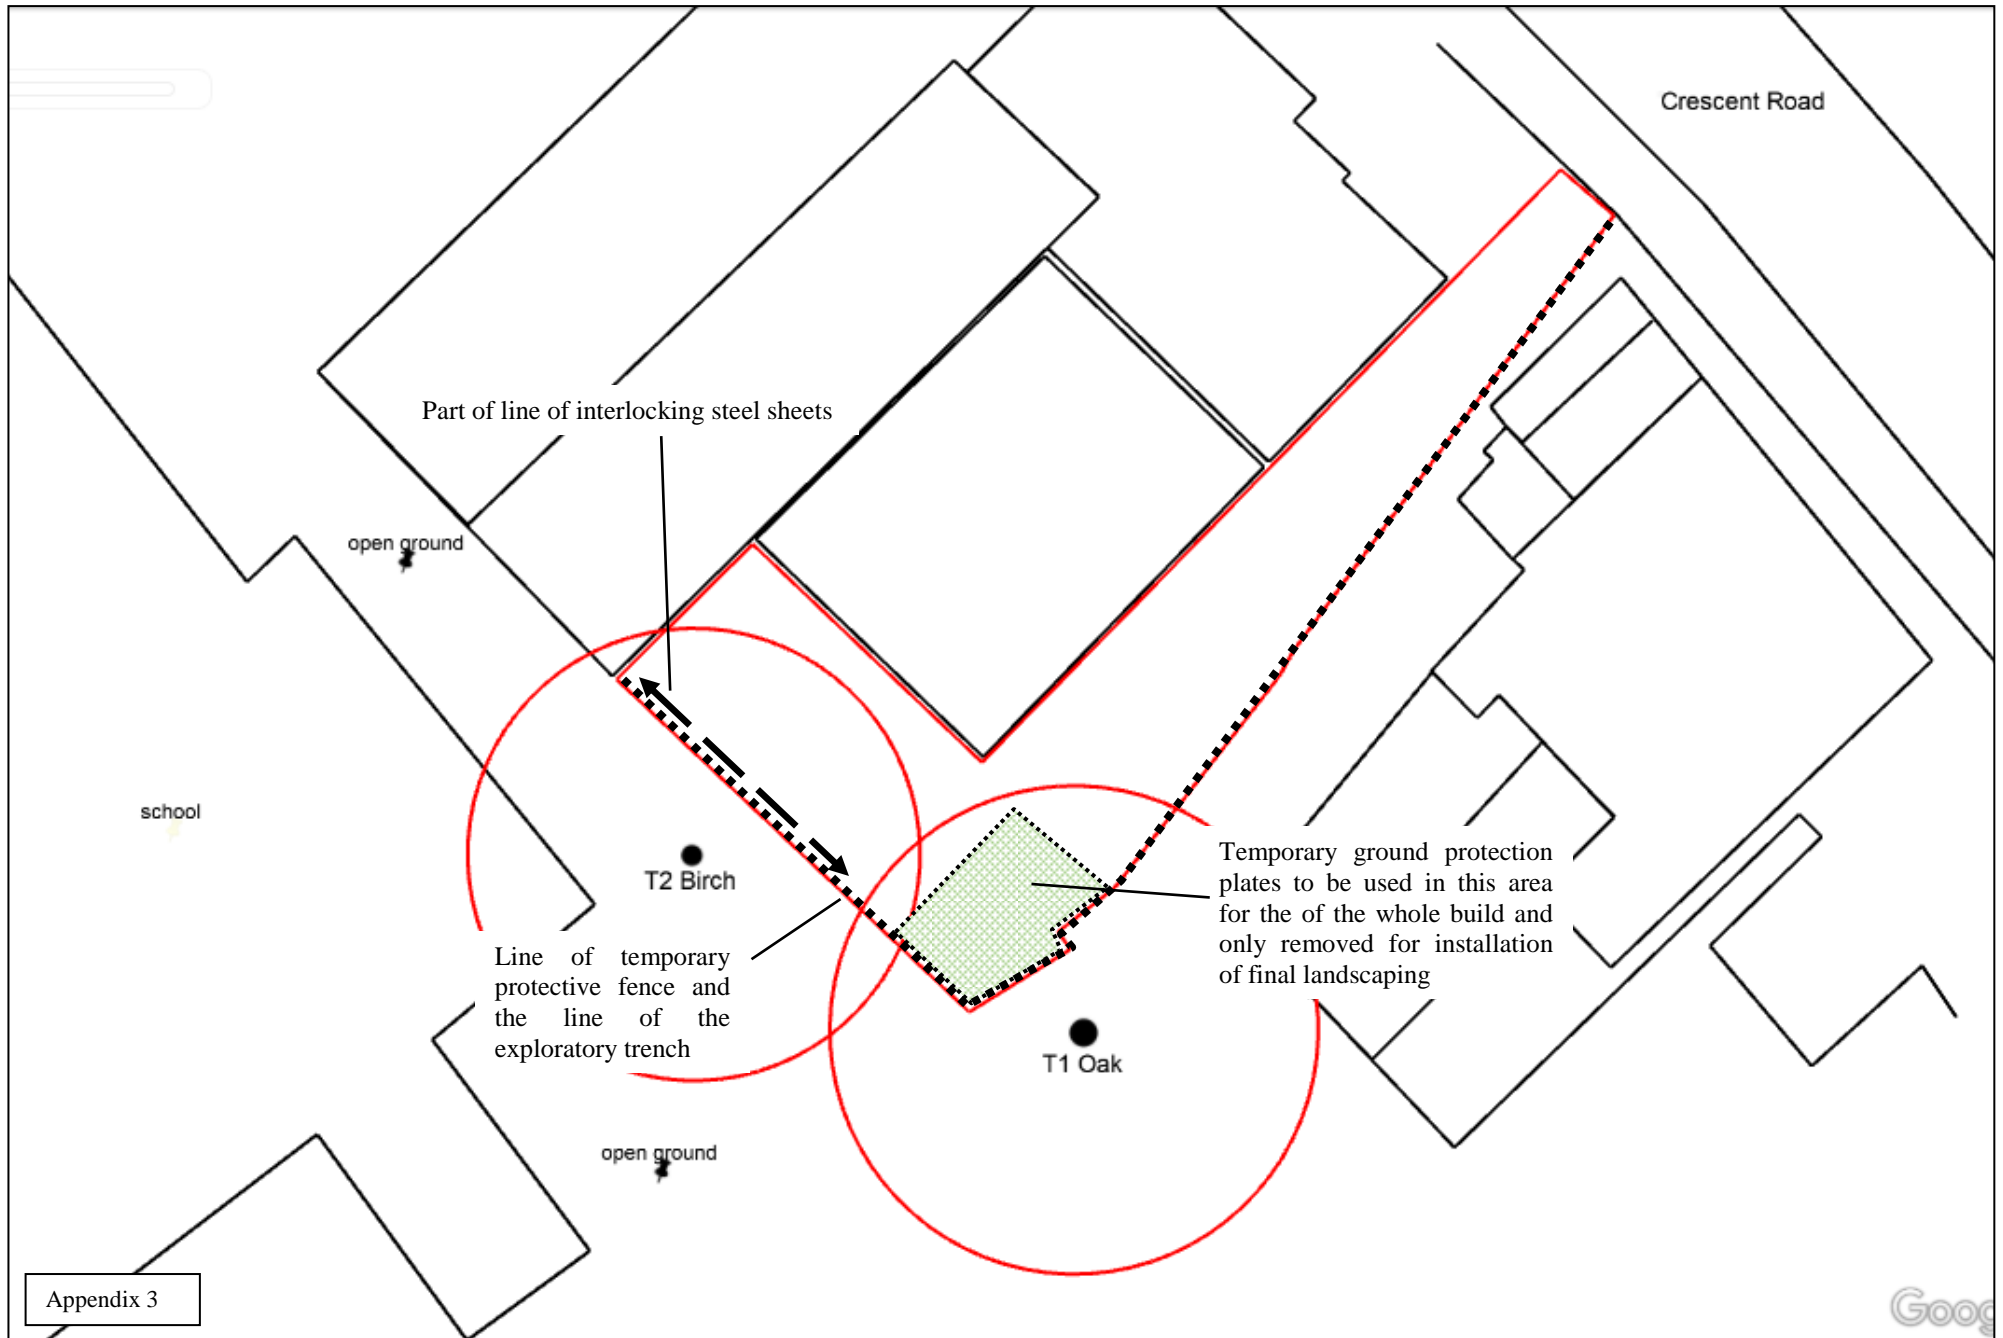 Crescent Road
Part of line of interlocking steel sheets
open ground
school
T2 Birch
Temporary ground protection
plates to be used in this area
for the of the whole build and
only removed for installation
of final landscaping
Line of temporary
protective fence and
the line of the
exploratory trench
T1 Oak
open ground
Appendix 3
Goog